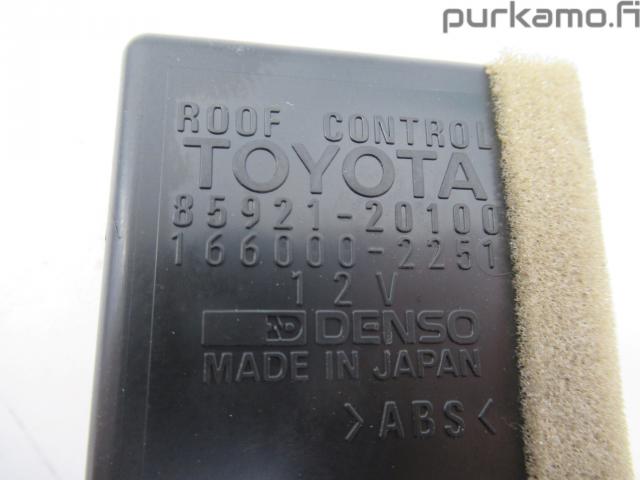 purkamo.fi
ROOF CONTROL
TOYOTA
85921-20100
166000-2251
12V
DENSO
MADE IN JAPAN
>ABS<